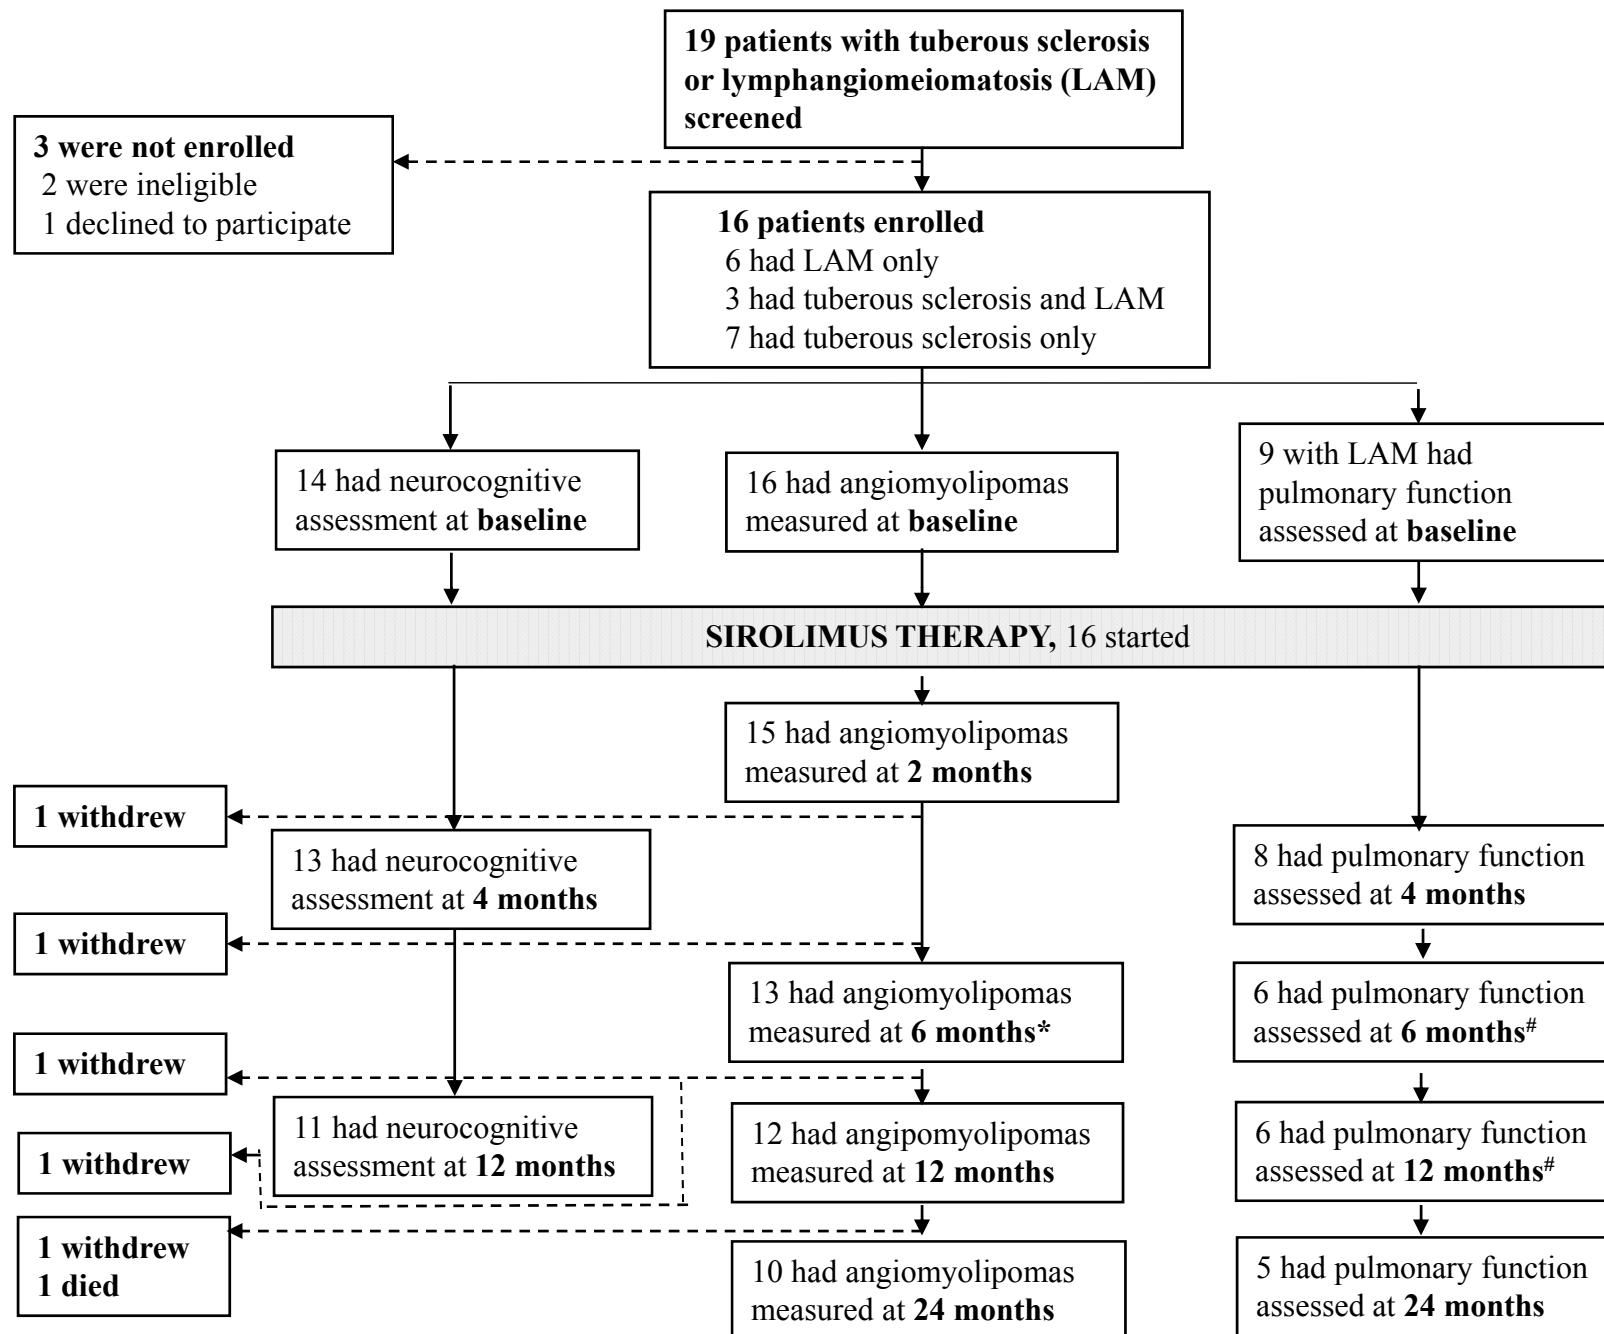 19 patients with tuberous sclerosis
or lymphangiomeiomatosis (LAM)
screened
3 were not enrolled
2 were ineligible
1 declined to participate
16 patients enrolled
6 had LAM only
3 had tuberous sclerosis and LAM
7 had tuberous sclerosis only
14 had neurocognitive
assessment at baseline
16 had angiomyolipomas
measured at baseline
9 with LAM had
pulmonary function
assessed at baseline
SIROLIMUS THERAPY, 16 started
15 had angiomyolipomas
measured at 2 months
1 withdrew
13 had neurocognitive
assessment at 4 months
8 had pulmonary function
assessed at 4 months
1 withdrew
13 had angiomyolipomas
measured at 6 months*
6 had pulmonary function
assessed at 6 months#
1 withdrew
11 had neurocognitive
assessment at 12 months
12 had angipomyolipomas
measured at 12 months
6 had pulmonary function
assessed at 12 months#
1 withdrew
1 withdrew
1 died
10 had angiomyolipomas
measured at 24 months
5 had pulmonary function
assessed at 24 months